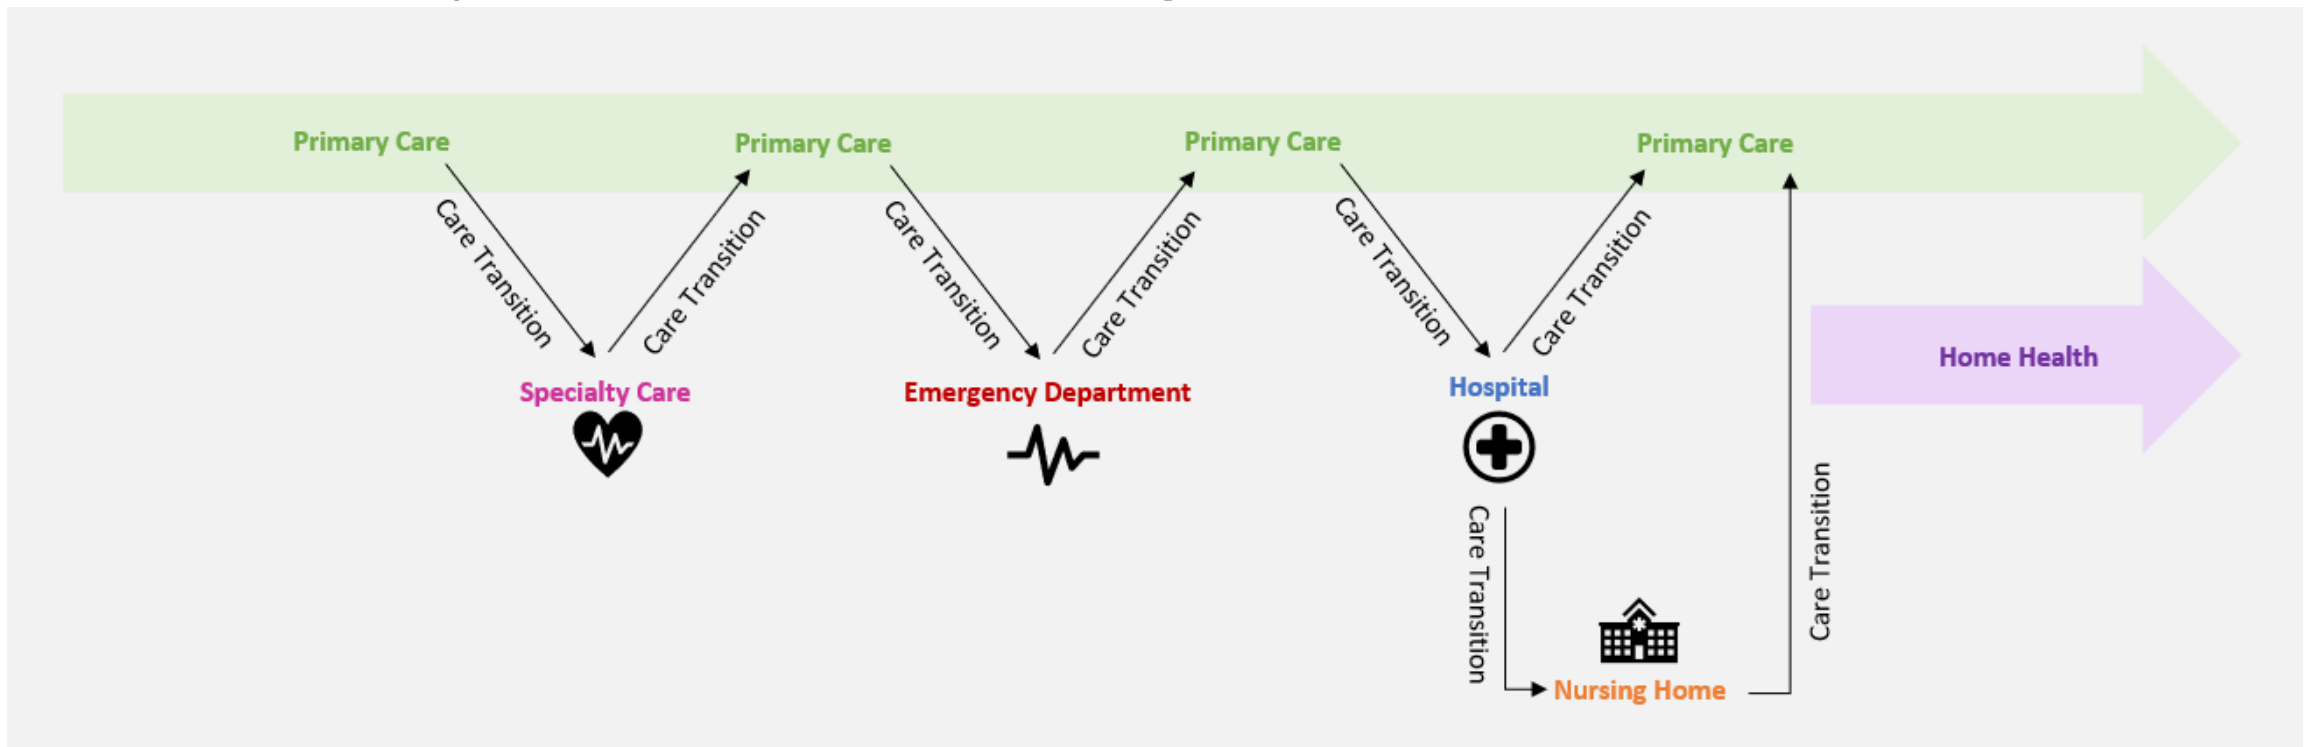 Primary Care
Primary Care
Primary Care
Primary Care
Care Transition
Care Transition
Care Transition
Care Transition
Care Transition
Care Transition
Home Health
Specialty Care
Emergency Department
Hospital
Care Transition
Care Transition
Nursing Home